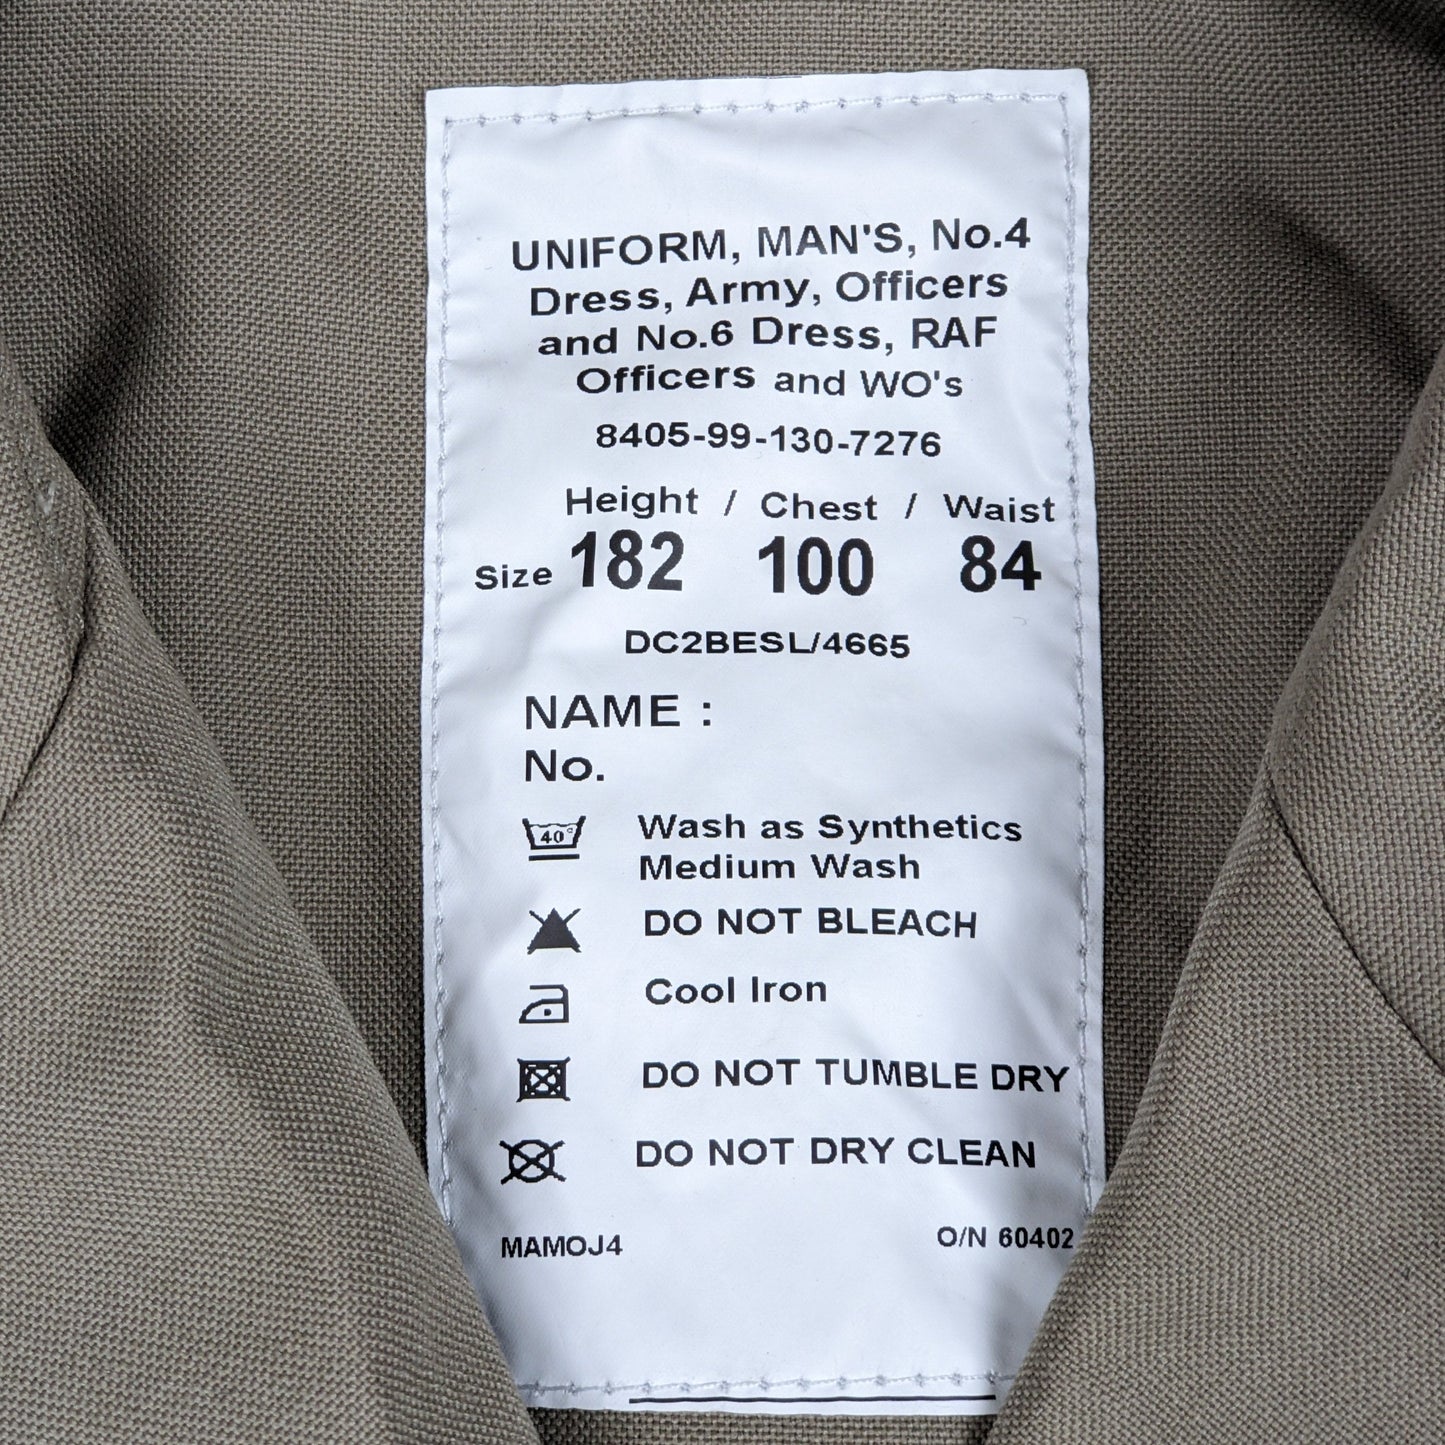 UNIFORM, MAN'S, No.4
Dress, Army, Officers
and No.6 Dress, RAF
Officers and WO's
8405-99-130-7276
Height / Chest / Waist
Size 182 100 84
DC2BESL/4665
NAME :
No.
40° Wash as Synthetics
Medium Wash
DO NOT BLEACH
Cool Iron
DO NOT TUMBLE DRY
DO NOT DRY CLEAN
MAMOJ4 O/N 60402